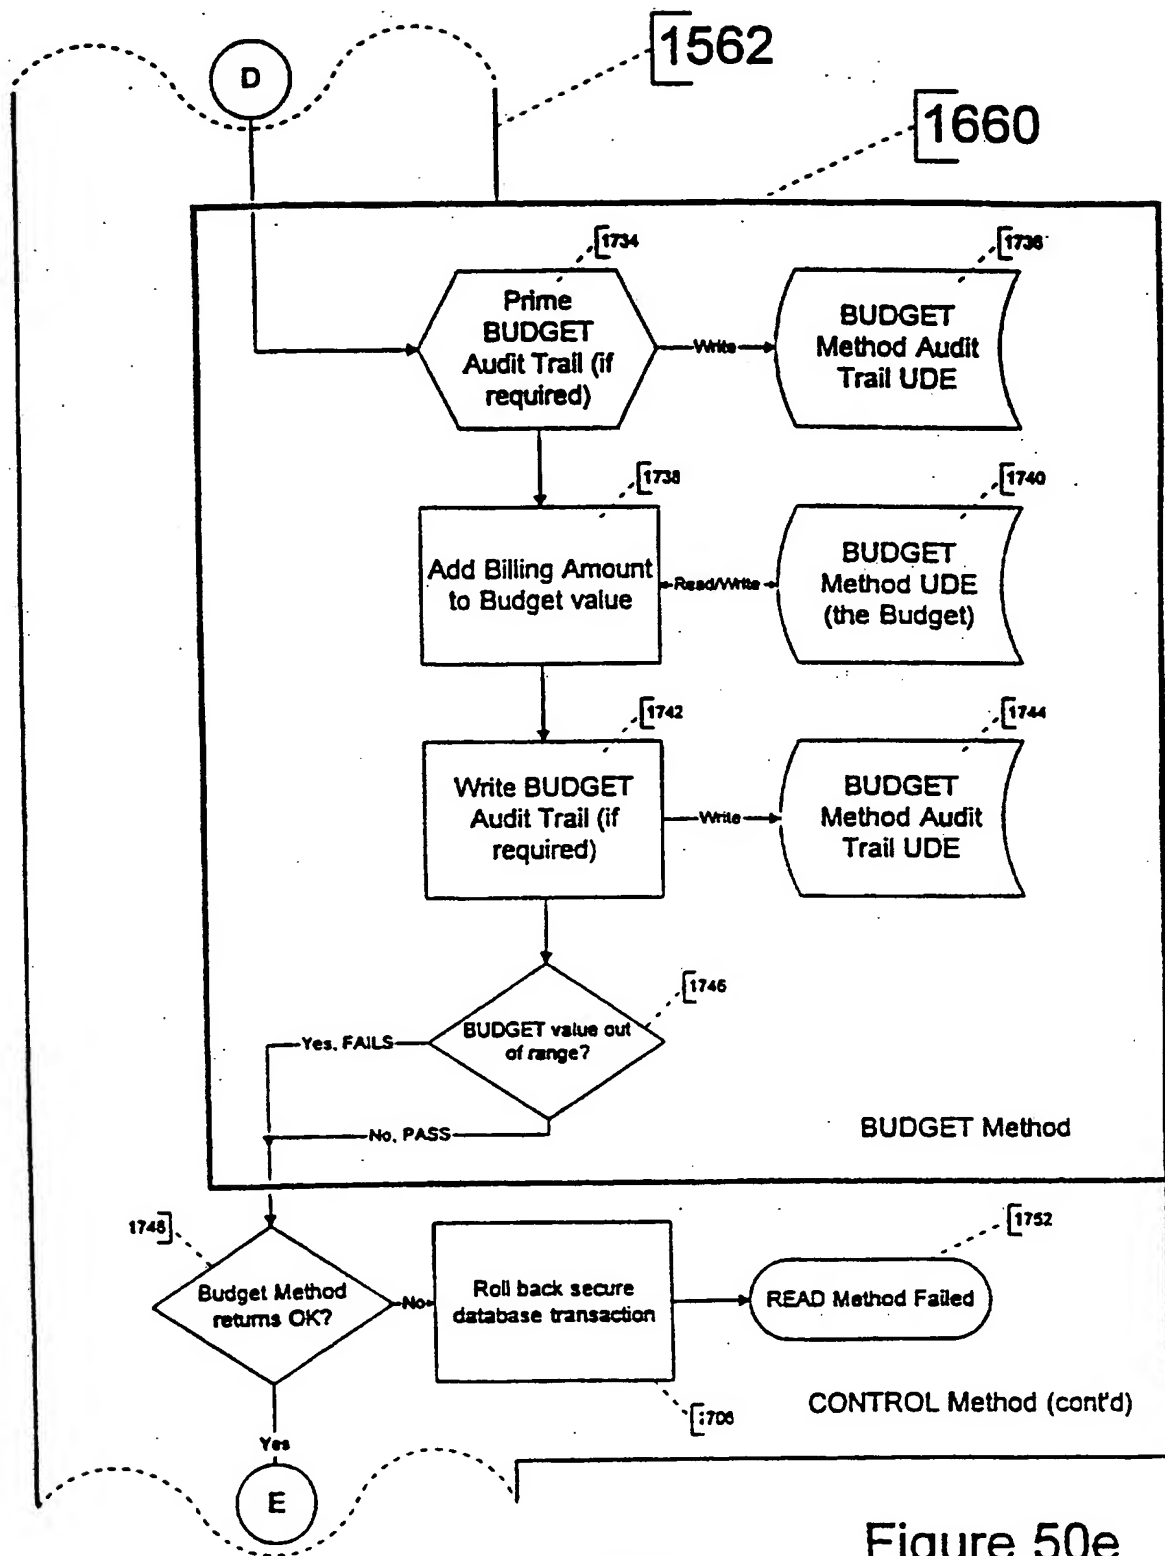 1562
D
1660
1734
1736
Prime
BUDGET
Audit Trail (if
required)
Write
BUDGET
Method Audit
Trail UDE
1738
1740
Add Billing Amount
to Budget value
Read/Write
BUDGET
Method UDE
(the Budget)
1742
1744
Write BUDGET
Audit Trail (if
required)
Write
BUDGET
Method Audit
Trail UDE
1746
BUDGET value out
of range?
Yes, FAILS
No, PASS
BUDGET Method
1748
1752
Budget Method
returns OK?
No
Roll back secure
database transaction
READ Method Failed
1706
CONTROL Method (cont'd)
Yes
E
Figure 50e